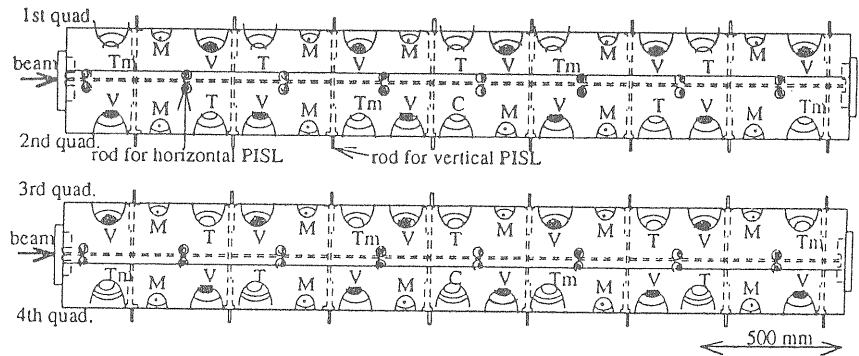 1st quad.
Tm M V T M V M T V Tm M V T M V
beam
V M T V M Tm V C M V M T V M Tm
2nd quad.
rod for horizontal PISL
rod for vertical PISL
3rd quad.
V M T V M Tm V T M V M T V M Tm
beam
Tm M V T M V M C V Tm M V T M V
4th quad.
500 mm